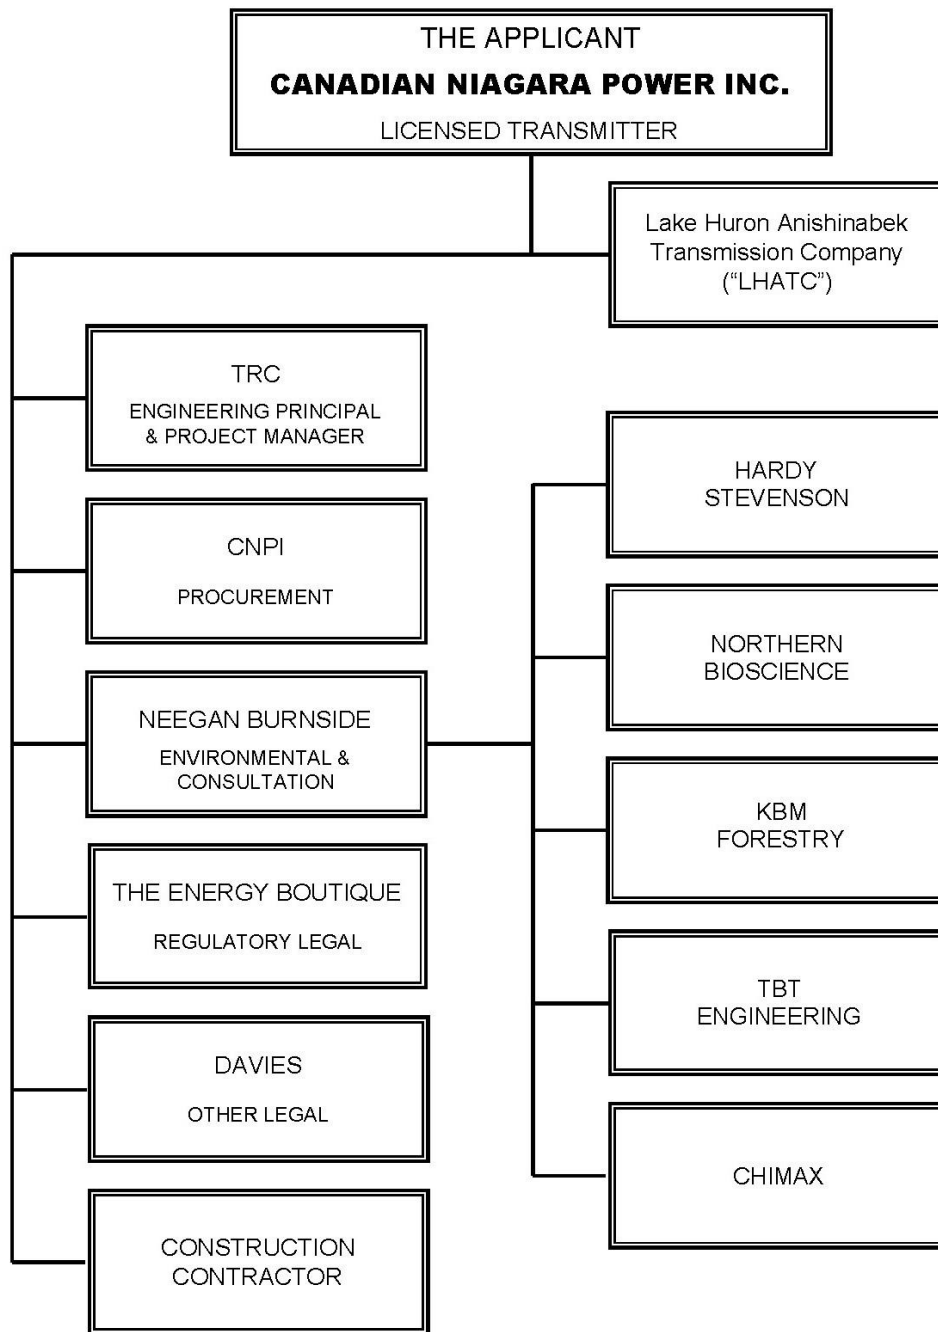 THE APPLICANT
CANADIAN NIAGARA POWER INC.
LICENSED TRANSMITTER
Lake Huron Anishinabek
Transmission Company
(“LHATC”)
TRC
ENGINEERING PRINCIPAL
& PROJECT MANAGER
CNPI
PROCUREMENT
NEEGAN BURNSIDE
ENVIRONMENTAL &
CONSULTATION
THE ENERGY BOUTIQUE
REGULATORY LEGAL
DAVIES
OTHER LEGAL
CONSTRUCTION
CONTRACTOR
HARDY
STEVENSON
NORTHERN
BIOSCIENCE
KBM
FORESTRY
TBT
ENGINEERING
CHIMAX